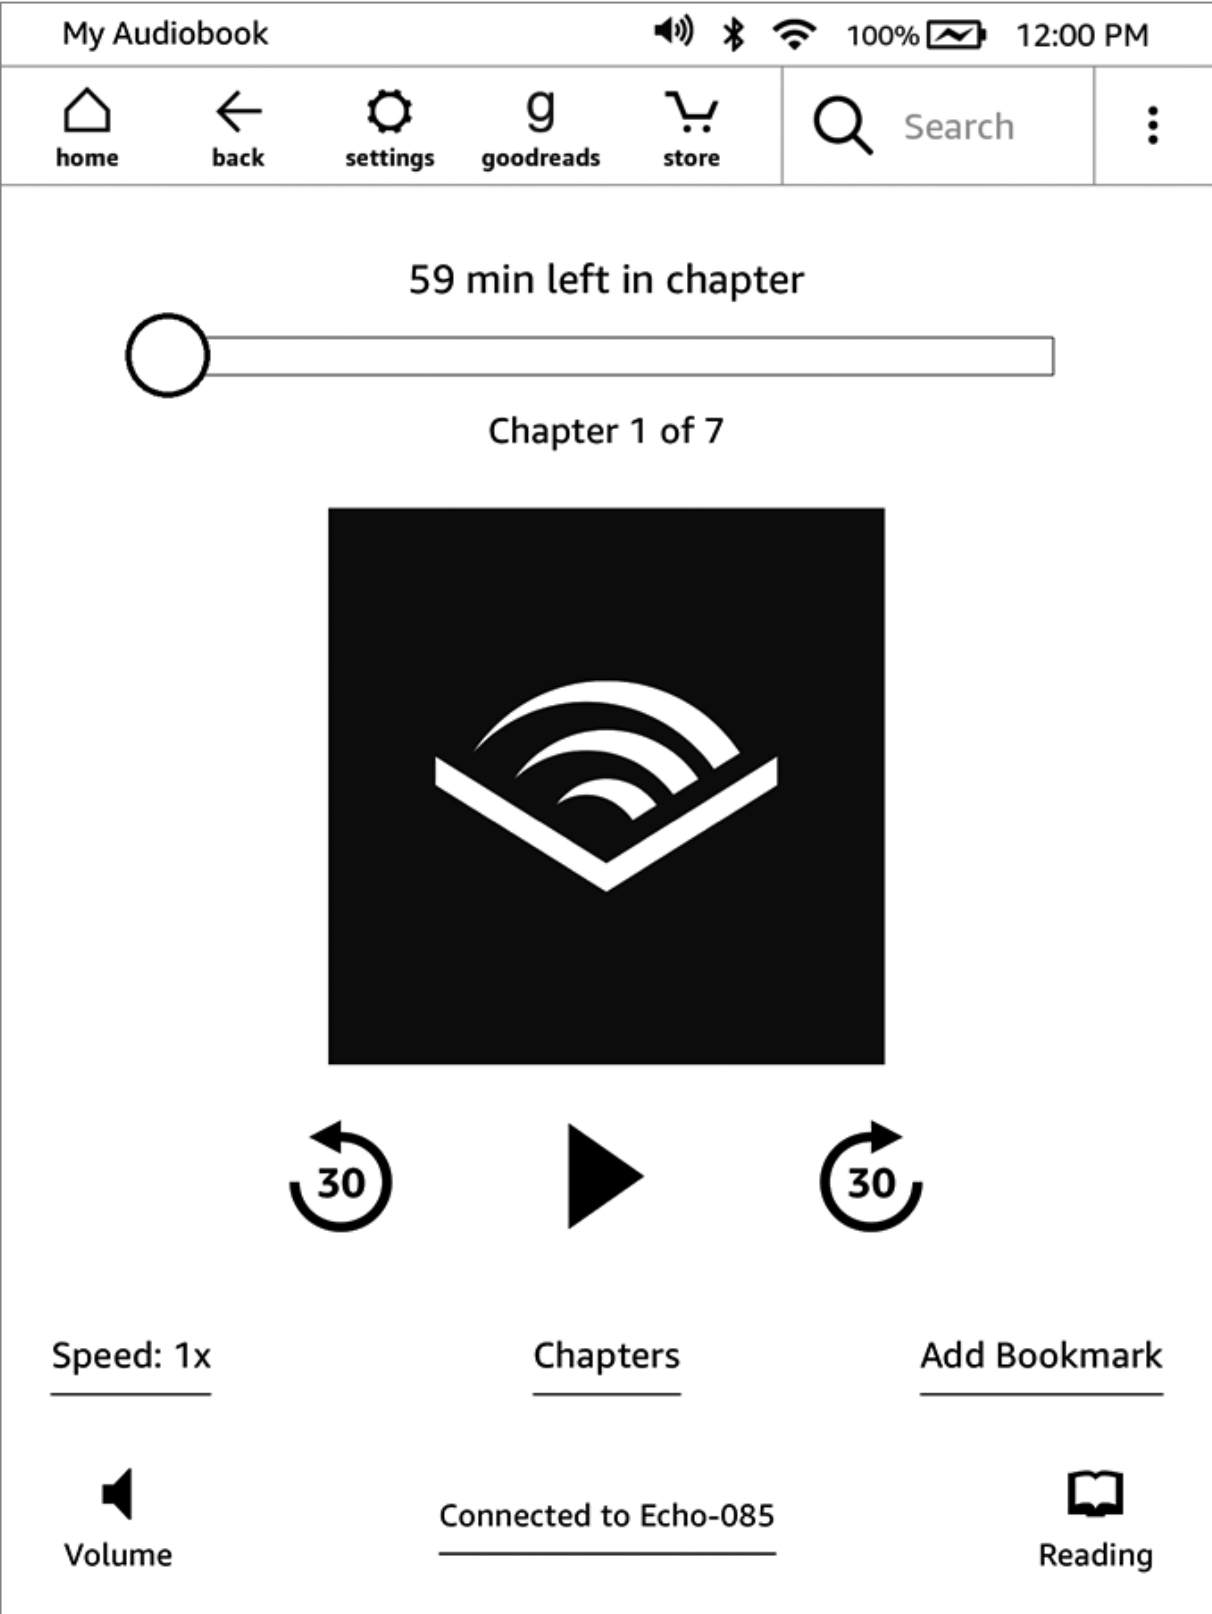 My Audiobook 100% 12:00 PM
home back settings goodreads store Search
59 min left in chapter
Chapter 1 of 7
30 30
Speed: 1x Chapters Add Bookmark
Connected to Echo-085
Volume Reading